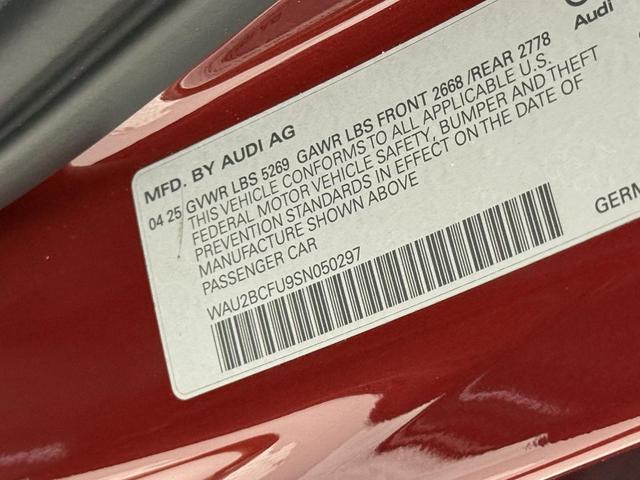 Audi
MFD. BY AUDI AG
04 25 GVWR LBS 5269 GAWR LBS FRONT 2668 /REAR 2778
THIS VEHICLE CONFORMS TO ALL APPLICABLE U.S.
FEDERAL MOTOR VEHICLE SAFETY, BUMPER AND THEFT
PREVENTION STANDARDS IN EFFECT ON THE DATE OF
MANUFACTURE SHOWN ABOVE
PASSENGER CAR
GERM
WAU2BCFU9SN050297